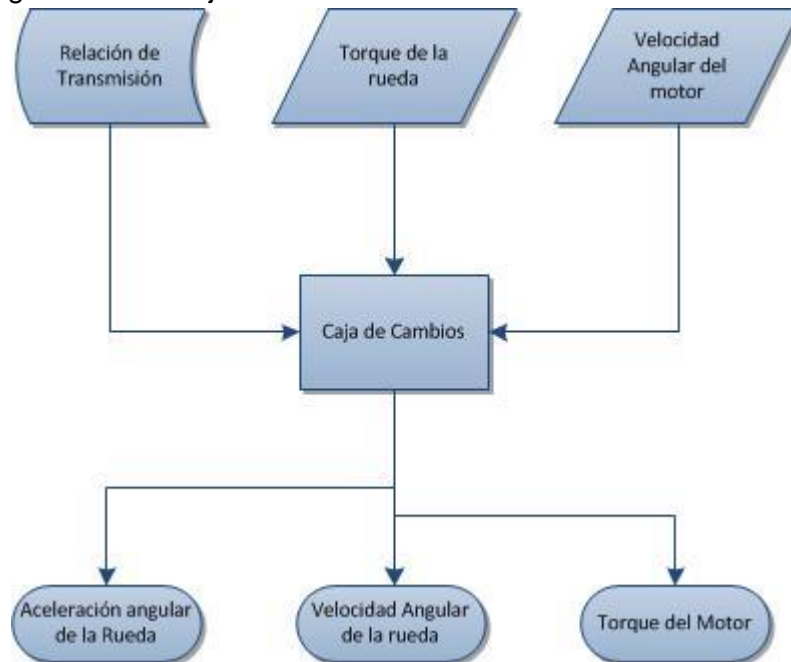 Relación de
Transmisión
Torque de la
rueda
Velocidad
Angular del
motor
Caja de Cambios
Aceleración angular
de la Rueda
Velocidad Angular
de la rueda
Torque del Motor